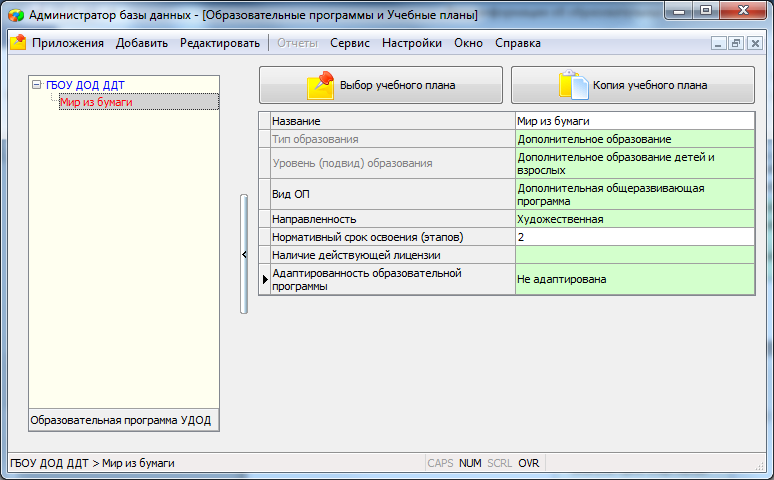 Администратор базы данных - [Образовательные программы и Учебные планы]
Приложения Добавить Редактировать Отчеты Сервис Настройки Окно Справка
ГБОУ ДОД ДДТ
Мир из бумаги
Образовательная программа УДОД
Выбор учебного плана
Копия учебного плана
Название Мир из бумаги
Тип образования Дополнительное образование
Уровень (подвид) образования Дополнительное образование детей и
взрослых
Вид ОП Дополнительная общеразвивающая
программа
Направленность Художественная
Нормативный срок освоения (этапов) 2
Наличие действующей лицензии
Адаптированность образовательной
программы Не адаптирована
ГБОУ ДОД ДДТ > Мир из бумаги CAPS NUM SCRL OVR